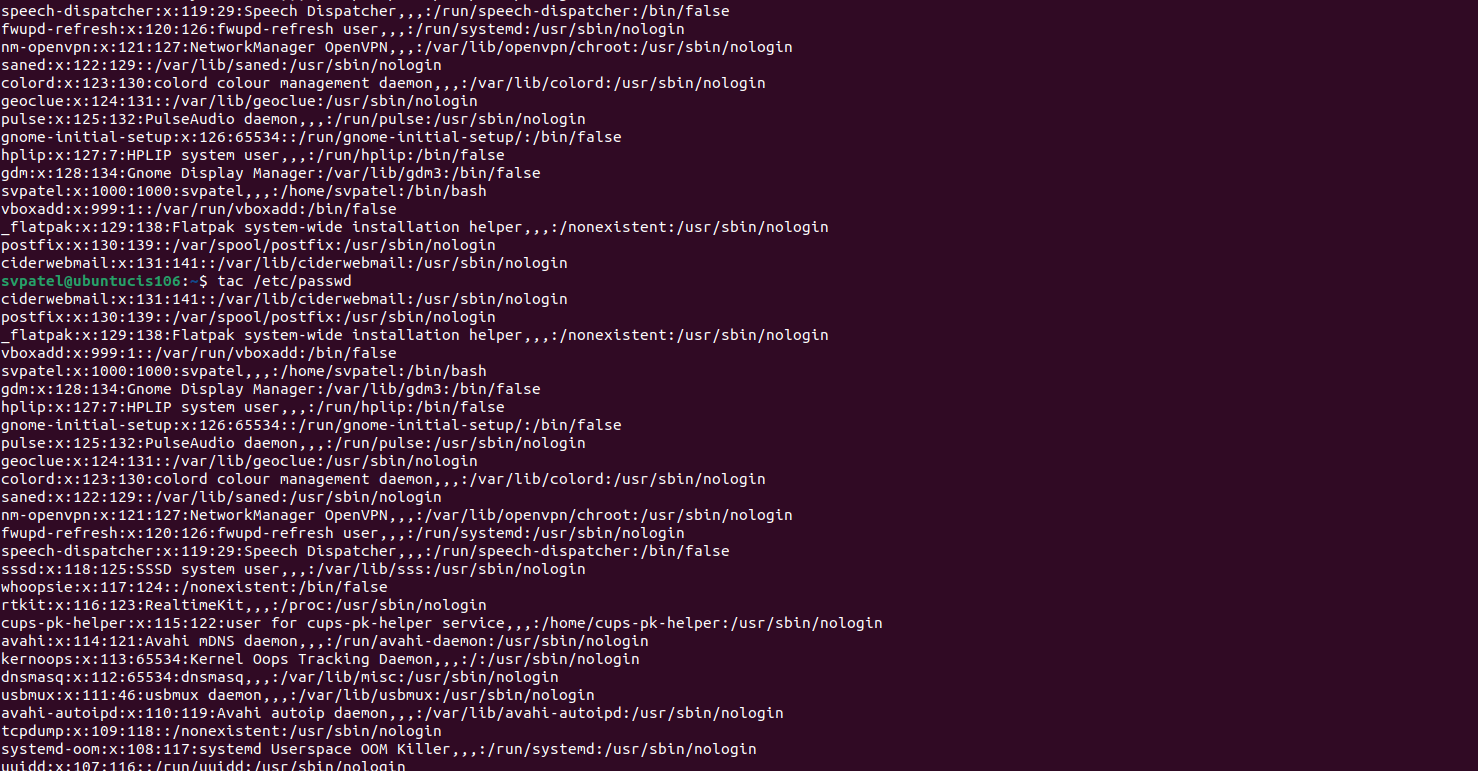 speech-dispatcher:x:119:29:Speech Dispatcher,,,:/run/speech-dispatcher:/bin/false
fwupd-refresh:x:120:126:fwupd-refresh user,,,:/run/systemd:/usr/sbin/nologin
nm-openvpn:x:121:127:NetworkManager OpenVPN,,,:/var/lib/openvpn/chroot:/usr/sbin/nologin
saned:x:122:129::/var/lib/saned:/usr/sbin/nologin
colord:x:123:130:colord colour management daemon,,,:/var/lib/colord:/usr/sbin/nologin
geoclue:x:124:131::/var/lib/geoclue:/usr/sbin/nologin
pulse:x:125:132:PulseAudio daemon,,,:/run/pulse:/usr/sbin/nologin
gnome-initial-setup:x:126:65534::/run/gnome-initial-setup/:/bin/false
hplip:x:127:7:HPLIP system user,,,:/run/hplip:/bin/false
gdm:x:128:134:Gnome Display Manager:/var/lib/gdm3:/bin/false
svpatel:x:1000:1000:svpatel,,,:/home/svpatel:/bin/bash
vboxadd:x:999:1::/var/run/vboxadd:/bin/false
_flatpak:x:129:138:Flatpak system-wide installation helper,,,:/nonexistent:/usr/sbin/nologin
postfix:x:130:139::/var/spool/postfix:/usr/sbin/nologin
ciderwebmail:x:131:141::/var/lib/ciderwebmail:/usr/sbin/nologin
svpatel@ubuntucis106:~$ tac /etc/passwd
ciderwebmail:x:131:141::/var/lib/ciderwebmail:/usr/sbin/nologin
postfix:x:130:139::/var/spool/postfix:/usr/sbin/nologin
_flatpak:x:129:138:Flatpak system-wide installation helper,,,:/nonexistent:/usr/sbin/nologin
vboxadd:x:999:1::/var/run/vboxadd:/bin/false
svpatel:x:1000:1000:svpatel,,,:/home/svpatel:/bin/bash
gdm:x:128:134:Gnome Display Manager:/var/lib/gdm3:/bin/false
hplip:x:127:7:HPLIP system user,,,:/run/hplip:/bin/false
gnome-initial-setup:x:126:65534::/run/gnome-initial-setup/:/bin/false
pulse:x:125:132:PulseAudio daemon,,,:/run/pulse:/usr/sbin/nologin
geoclue:x:124:131::/var/lib/geoclue:/usr/sbin/nologin
colord:x:123:130:colord colour management daemon,,,:/var/lib/colord:/usr/sbin/nologin
saned:x:122:129::/var/lib/saned:/usr/sbin/nologin
nm-openvpn:x:121:127:NetworkManager OpenVPN,,,:/var/lib/openvpn/chroot:/usr/sbin/nologin
fwupd-refresh:x:120:126:fwupd-refresh user,,,:/run/systemd:/usr/sbin/nologin
speech-dispatcher:x:119:29:Speech Dispatcher,,,:/run/speech-dispatcher:/bin/false
sssd:x:118:125:SSSD system user,,,:/var/lib/sss:/usr/sbin/nologin
whoopsie:x:117:124::/nonexistent:/bin/false
rtkit:x:116:123:RealtimeKit,,,:/proc:/usr/sbin/nologin
cups-pk-helper:x:115:122:user for cups-pk-helper service,,,:/home/cups-pk-helper:/usr/sbin/nologin
avahi:x:114:121:Avahi mDNS daemon,,,:/run/avahi-daemon:/usr/sbin/nologin
kernoops:x:113:65534:Kernel Oops Tracking Daemon,,,:/:/usr/sbin/nologin
dnsmasq:x:112:65534:dnsmasq,,,:/var/lib/misc:/usr/sbin/nologin
usbmux:x:111:46:usbmux daemon,,,:/var/lib/usbmux:/usr/sbin/nologin
avahi-autoipd:x:110:119:Avahi autoip daemon,,,:/var/lib/avahi-autoipd:/usr/sbin/nologin
tcpdump:x:109:118::/nonexistent:/usr/sbin/nologin
systemd-oom:x:108:117:systemd Userspace OOM Killer,,,:/run/systemd:/usr/sbin/nologin
uuidd:x:107:116::/run/uuidd:/usr/sbin/nologin